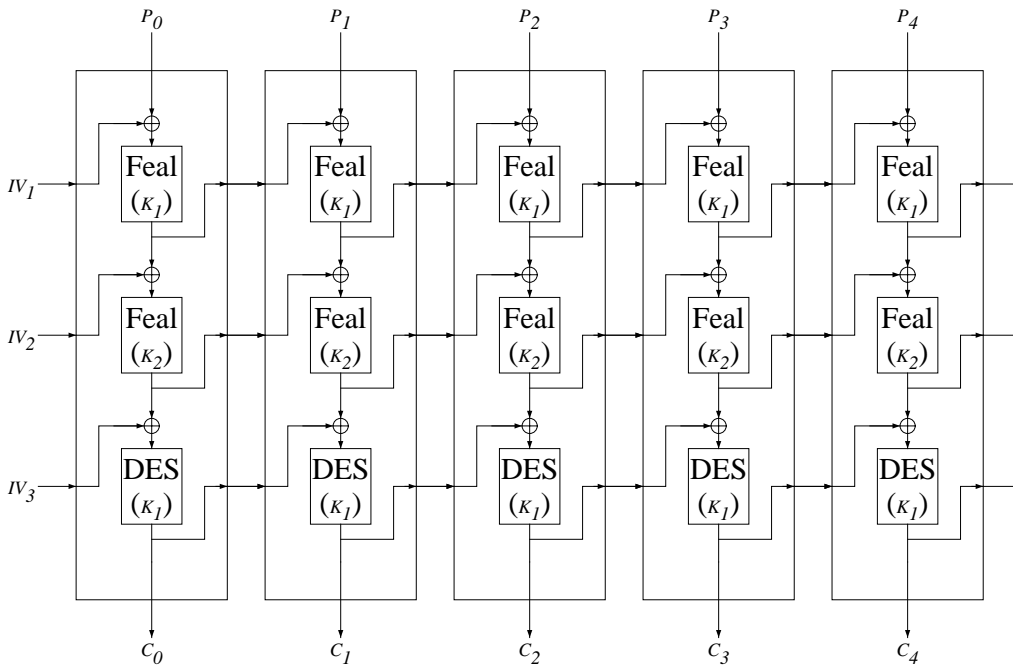 P0 P1 P2 P3 P4
Feal Feal Feal Feal Feal
IV1 (K1) (K1) (K1) (K1) (K1)
Feal Feal Feal Feal Feal
IV2 (K2) (K2) (K2) (K2) (K2)
DES DES DES DES DES
IV3 (K1) (K1) (K1) (K1) (K1)
C0 C1 C2 C3 C4